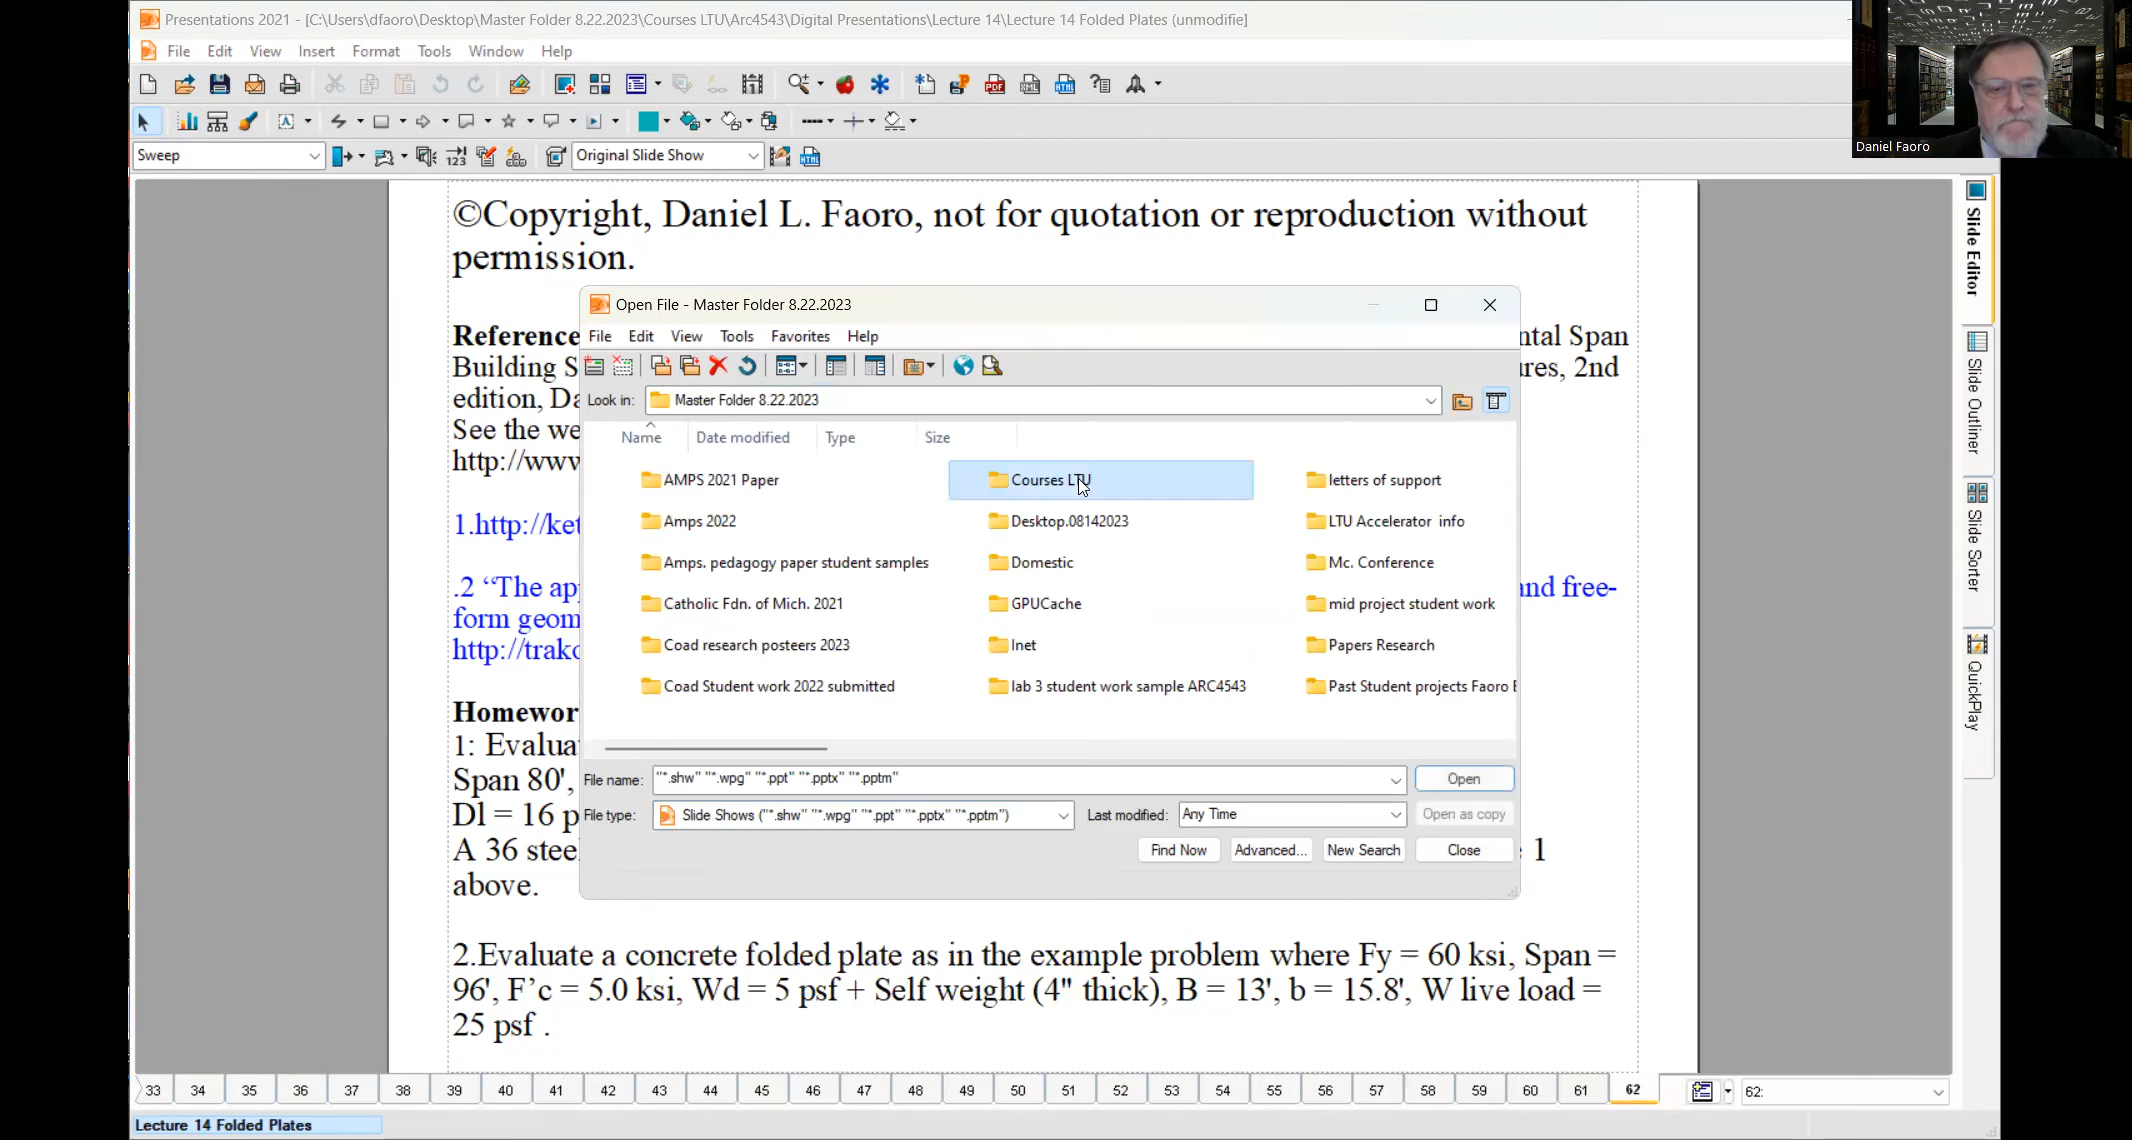 Presentations 2021 - [C:\Users\dfaoro\Desktop\Master Folder 8.22.2023\Courses LTU\Arc4543\Digital Presentations\Lecture 14\Lecture 14 Folded Plates (unmodifie]
File Edit View Insert Format Tools Window Help
Sweep
Original Slide Show
Daniel Faoro
©Copyright, Daniel L. Faoro, not for quotation or reproduction without
permission.
Open File - Master Folder 8.22.2023
File Edit View Tools Favorites Help
Look in: Master Folder 8.22.2023
Name Date modified Type Size
AMPS 2021 Paper Courses LTU letters of support
Amps 2022 Desktop.08142023 LTU Accelerator info
Amps. pedagogy paper student samples Domestic Mc. Conference
Catholic Fdn. of Mich. 2021 GPUCache mid project student work
Coad research posteers 2023 Inet Papers Research
Coad Student work 2022 submitted lab 3 student work sample ARC4543 Past Student projects Faoro
File name: "*.shw" "*.wpg" "*.ppt" "*.pptx" "*.pptm" Open
File type: Slide Shows ("*.shw" "*.wpg" "*.ppt" "*.pptx" "*.pptm") Last modified: Any Time Open as copy
Find Now Advanced... New Search Close
Reference ntal Span
Building S ures, 2nd
edition, Da
See the we
http://www
1.http://ket
.2 “The app and free-
form geom
http://trako
Homewor
1: Evalua
Span 80',
Dl = 16 p
A 36 stee 1
above.
2.Evaluate a concrete folded plate as in the example problem where Fy = 60 ksi, Span =
96', F’c = 5.0 ksi, Wd = 5 psf + Self weight (4" thick), B = 13', b = 15.8', W live load =
25 psf .
Slide Editor
Slide Outliner
Slide Sorter
QuickPlay
33 34 35 36 37 38 39 40 41 42 43 44 45 46 47 48 49 50 51 52 53 54 55 56 57 58 59 60 61 62 62:
Lecture 14 Folded Plates